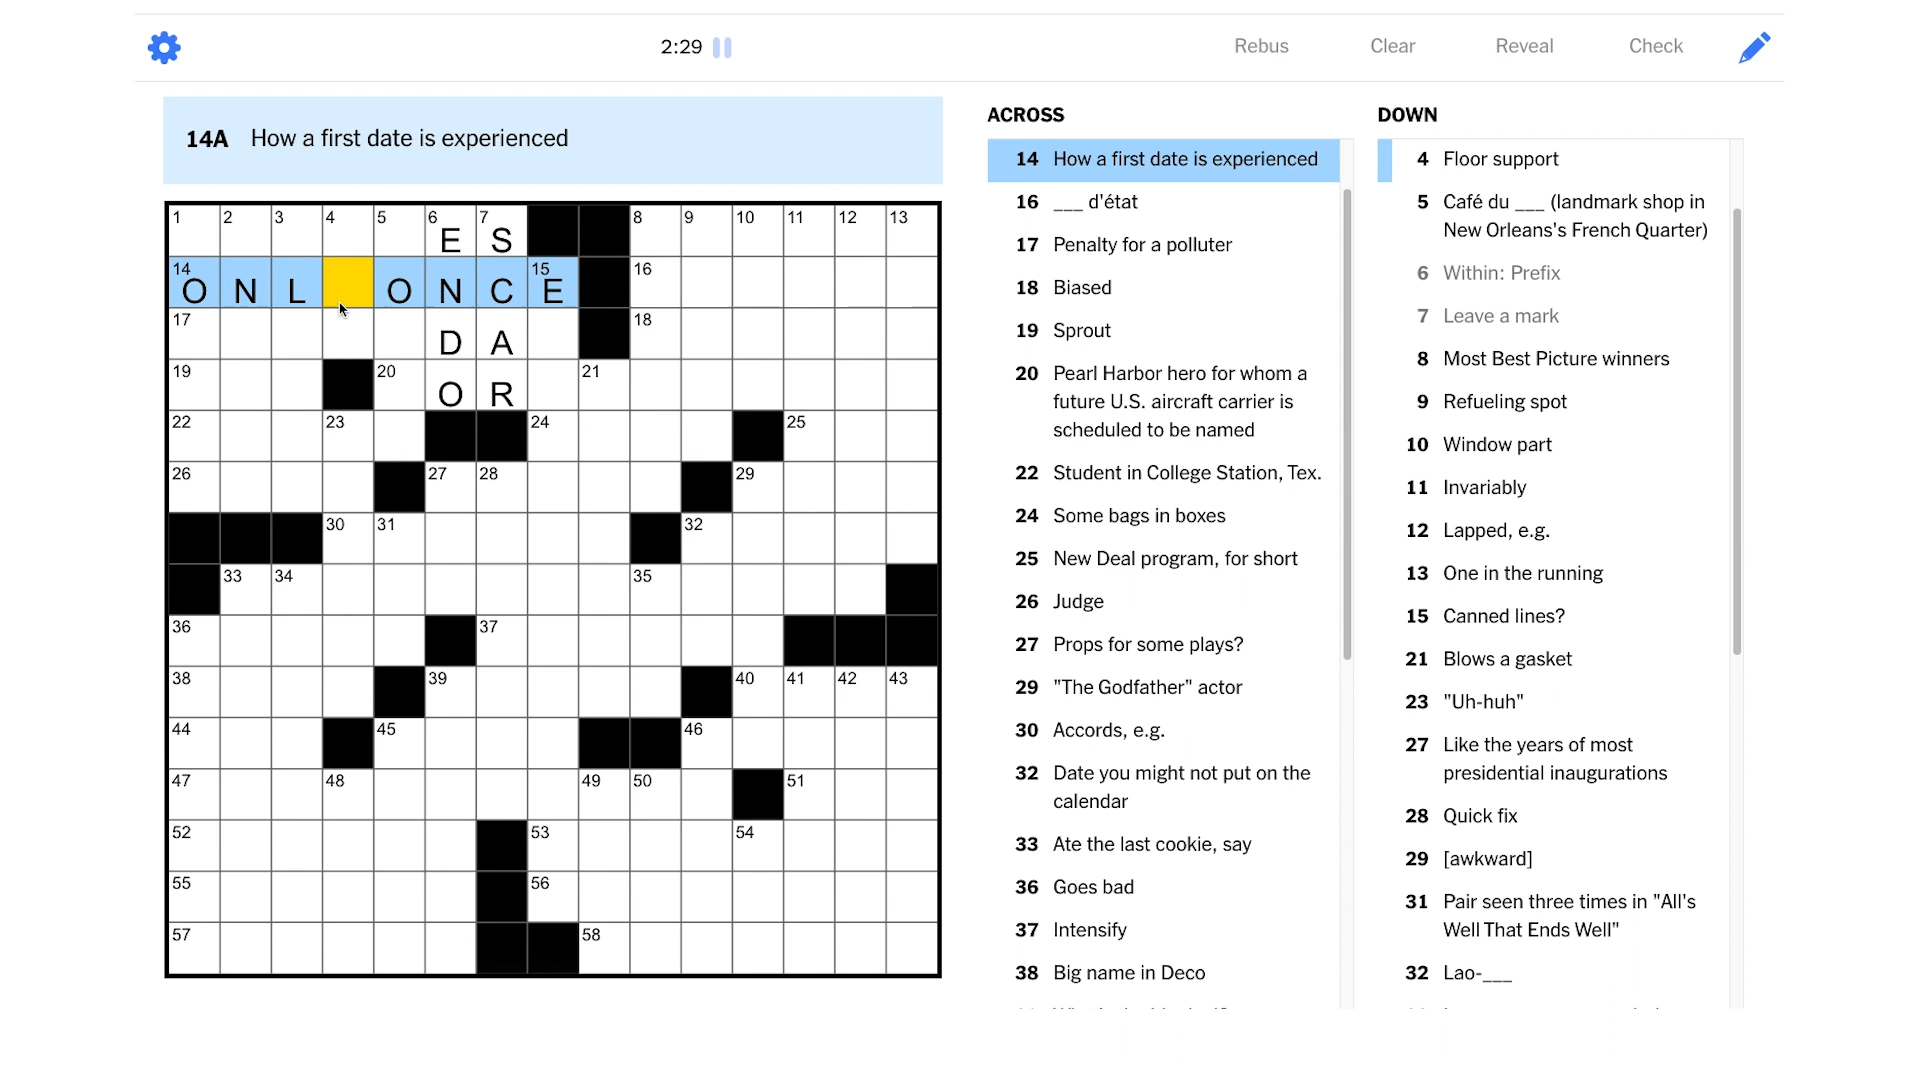 2:29
Rebus
Clear
Reveal
Check
14A How a first date is experienced
1 2 3 4 5 6 E 7 S 8 9 10 11 12 13
14 O N L O N C 15 E 16
17 D A 18
19 20 O R 21
22 23 24 25
26 27 28 29
30 31 32
33 34 35
36 37
38 39 40 41 42 43
44 45 46
47 48 49 50 51
52 53 54
55 56
57 58
ACROSS
14 How a first date is experienced
16 ___ d'état
17 Penalty for a polluter
18 Biased
19 Sprout
20 Pearl Harbor hero for whom a
future U.S. aircraft carrier is
scheduled to be named
22 Student in College Station, Tex.
24 Some bags in boxes
25 New Deal program, for short
26 Judge
27 Props for some plays?
29 "The Godfather" actor
30 Accords, e.g.
32 Date you might not put on the
calendar
33 Ate the last cookie, say
36 Goes bad
37 Intensify
38 Big name in Deco
DOWN
4 Floor support
5 Café du ___ (landmark shop in
New Orleans's French Quarter)
6 Within: Prefix
7 Leave a mark
8 Most Best Picture winners
9 Refueling spot
10 Window part
11 Invariably
12 Lapped, e.g.
13 One in the running
15 Canned lines?
21 Blows a gasket
23 "Uh-huh"
27 Like the years of most
presidential inaugurations
28 Quick fix
29 [awkward]
31 Pair seen three times in "All's
Well That Ends Well"
32 Lao-___